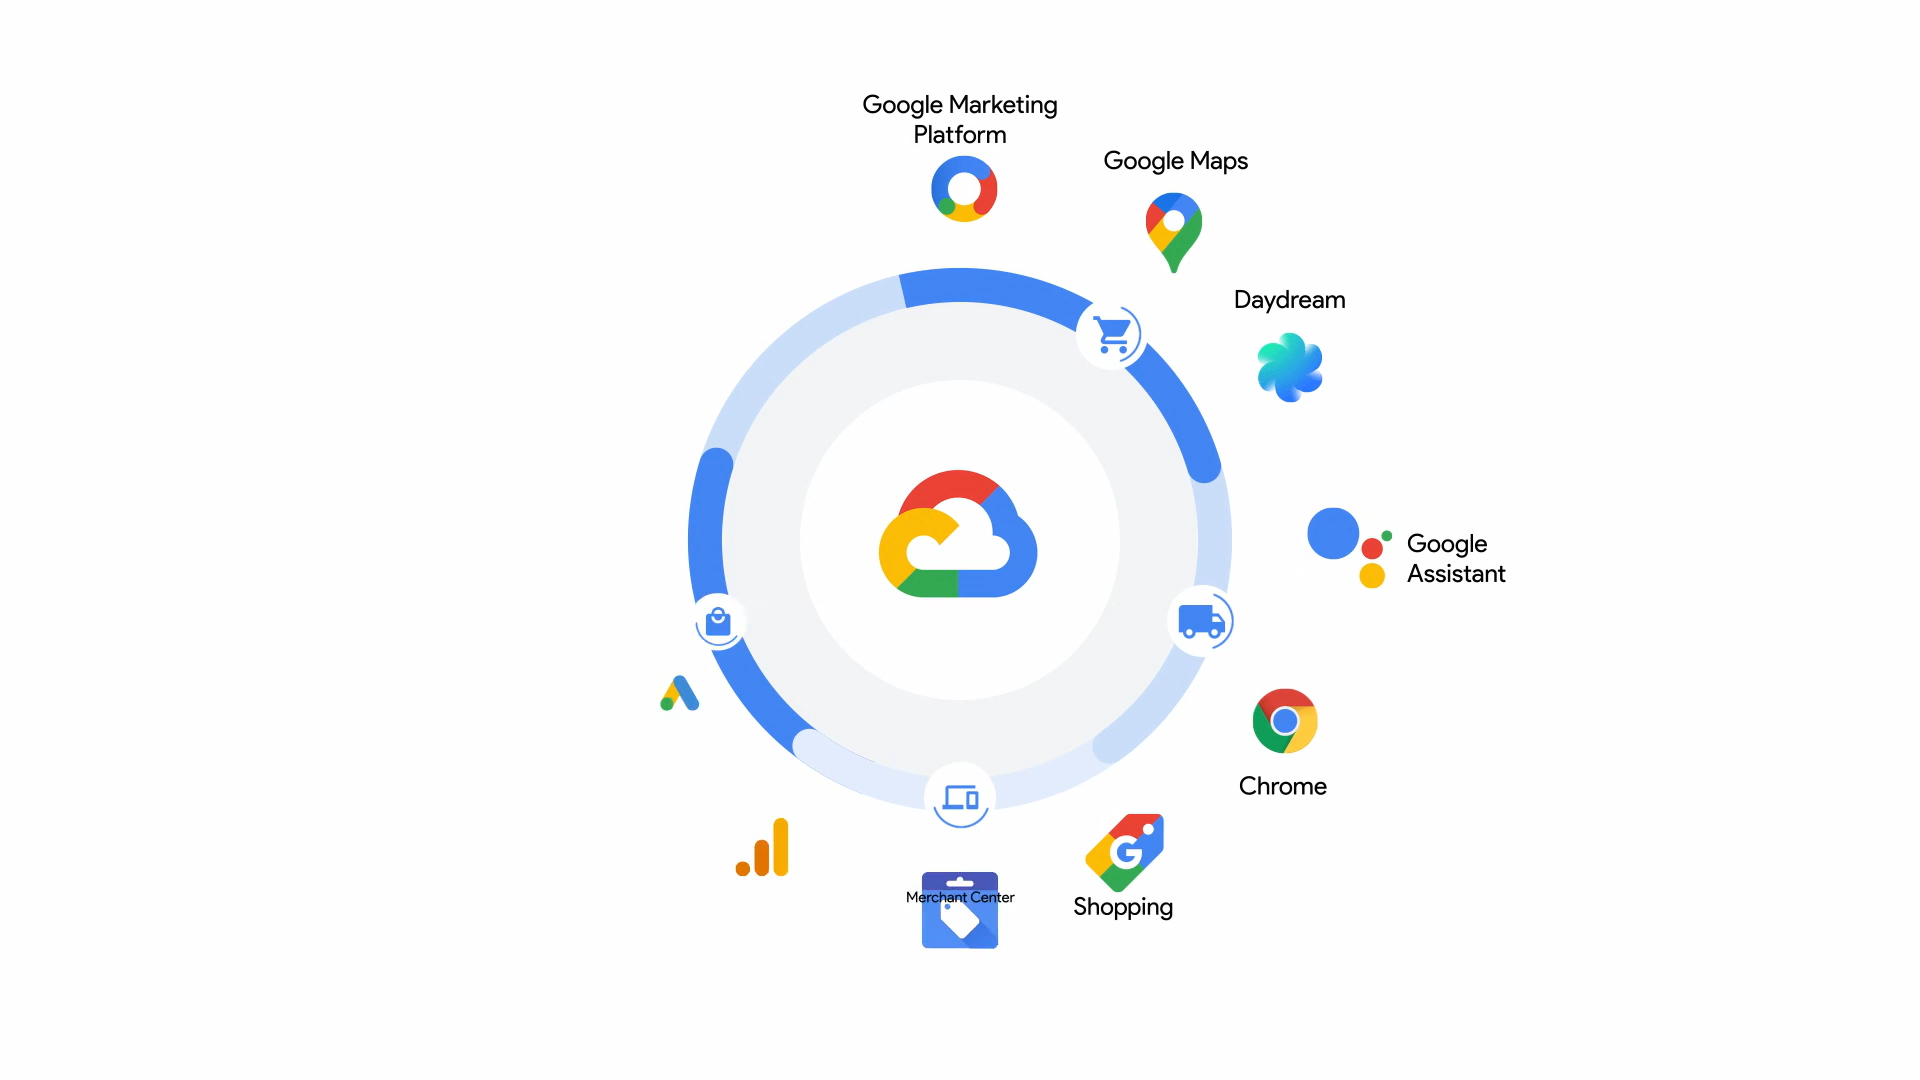 Google Marketing
Platform
Google Maps
Daydream
Google
Assistant
Chrome
Shopping
Merchant Center